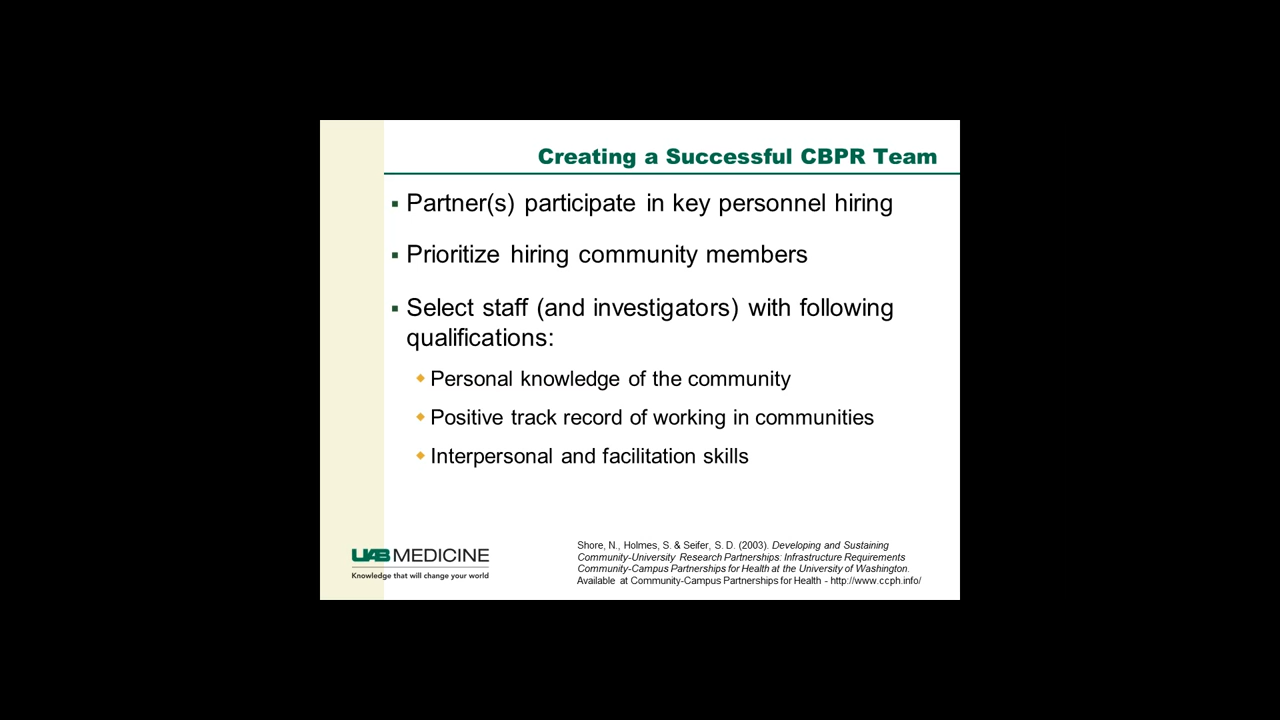 Creating a Successful CBPR Team
▪ Partner(s) participate in key personnel hiring
▪ Prioritize hiring community members
▪ Select staff (and investigators) with following
qualifications:
◆ Personal knowledge of the community
◆ Positive track record of working in communities
◆ Interpersonal and facilitation skills
UAB MEDICINE
Knowledge that will change your world
Shore, N., Holmes, S. & Seifer, S. D. (2003). Developing and Sustaining
Community-University Research Partnerships: Infrastructure Requirements
Community-Campus Partnerships for Health at the University of Washington.
Available at Community-Campus Partnerships for Health - http://www.ccph.info/